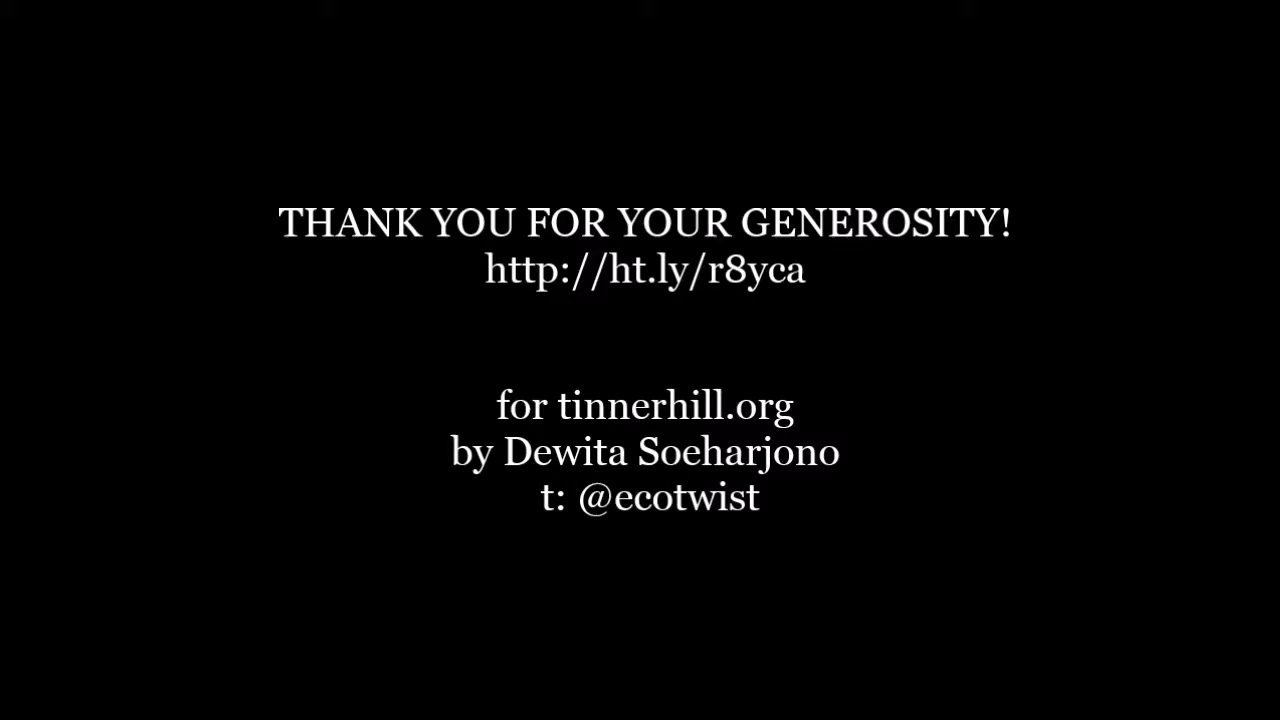 THANK YOU FOR YOUR GENEROSITY!
http://ht.ly/r8yca
for tinnerhill.org
by Dewita Soeharjono
t: @ecotwist